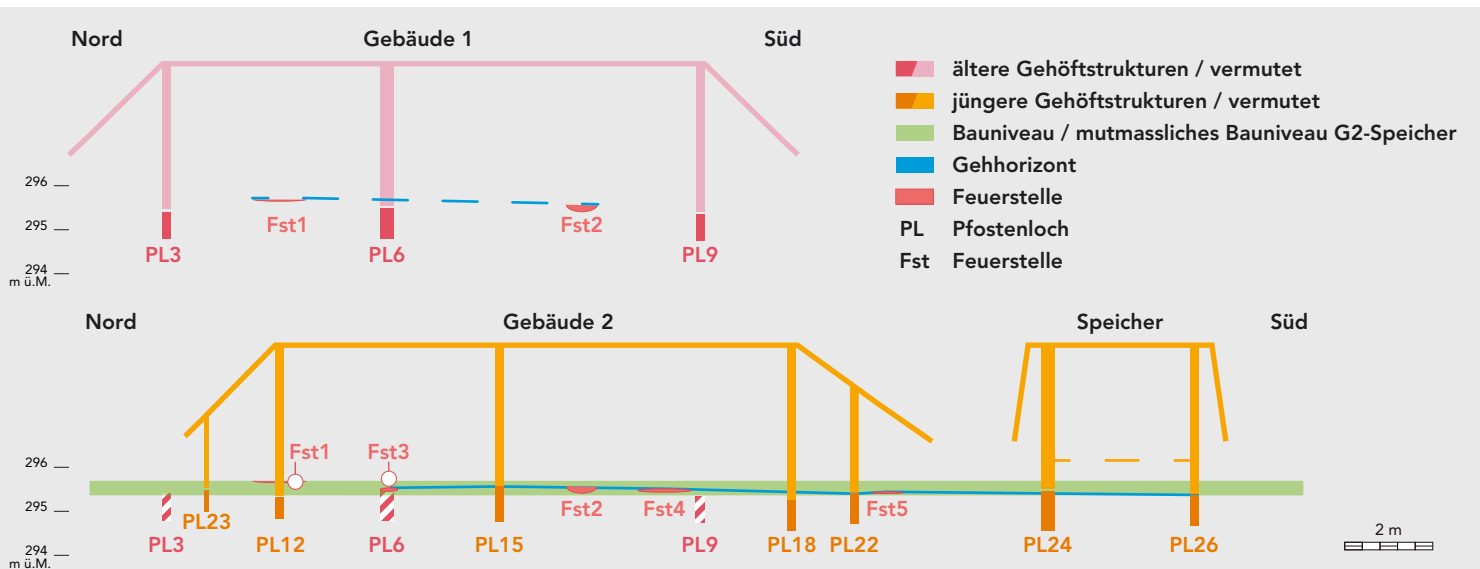 Nord Gebäude 1 Süd
ältere Gehöftstrukturen / vermutet
jüngere Gehöftstrukturen / vermutet
Bauniveau / mutmassliches Bauniveau G2-Speicher
Gehhorizont
Feuerstelle
PL Pfostenloch
Fst Feuerstelle
296
295
294
m ü.M.
Fst1 Fst2
PL3 PL6 PL9
Nord Gebäude 2 Speicher Süd
296
295
294
m ü.M.
Fst1 Fst3
Fst2 Fst4 Fst5
PL23
PL3 PL12 PL6 PL15 PL9 PL18 PL22 PL24 PL26
2 m